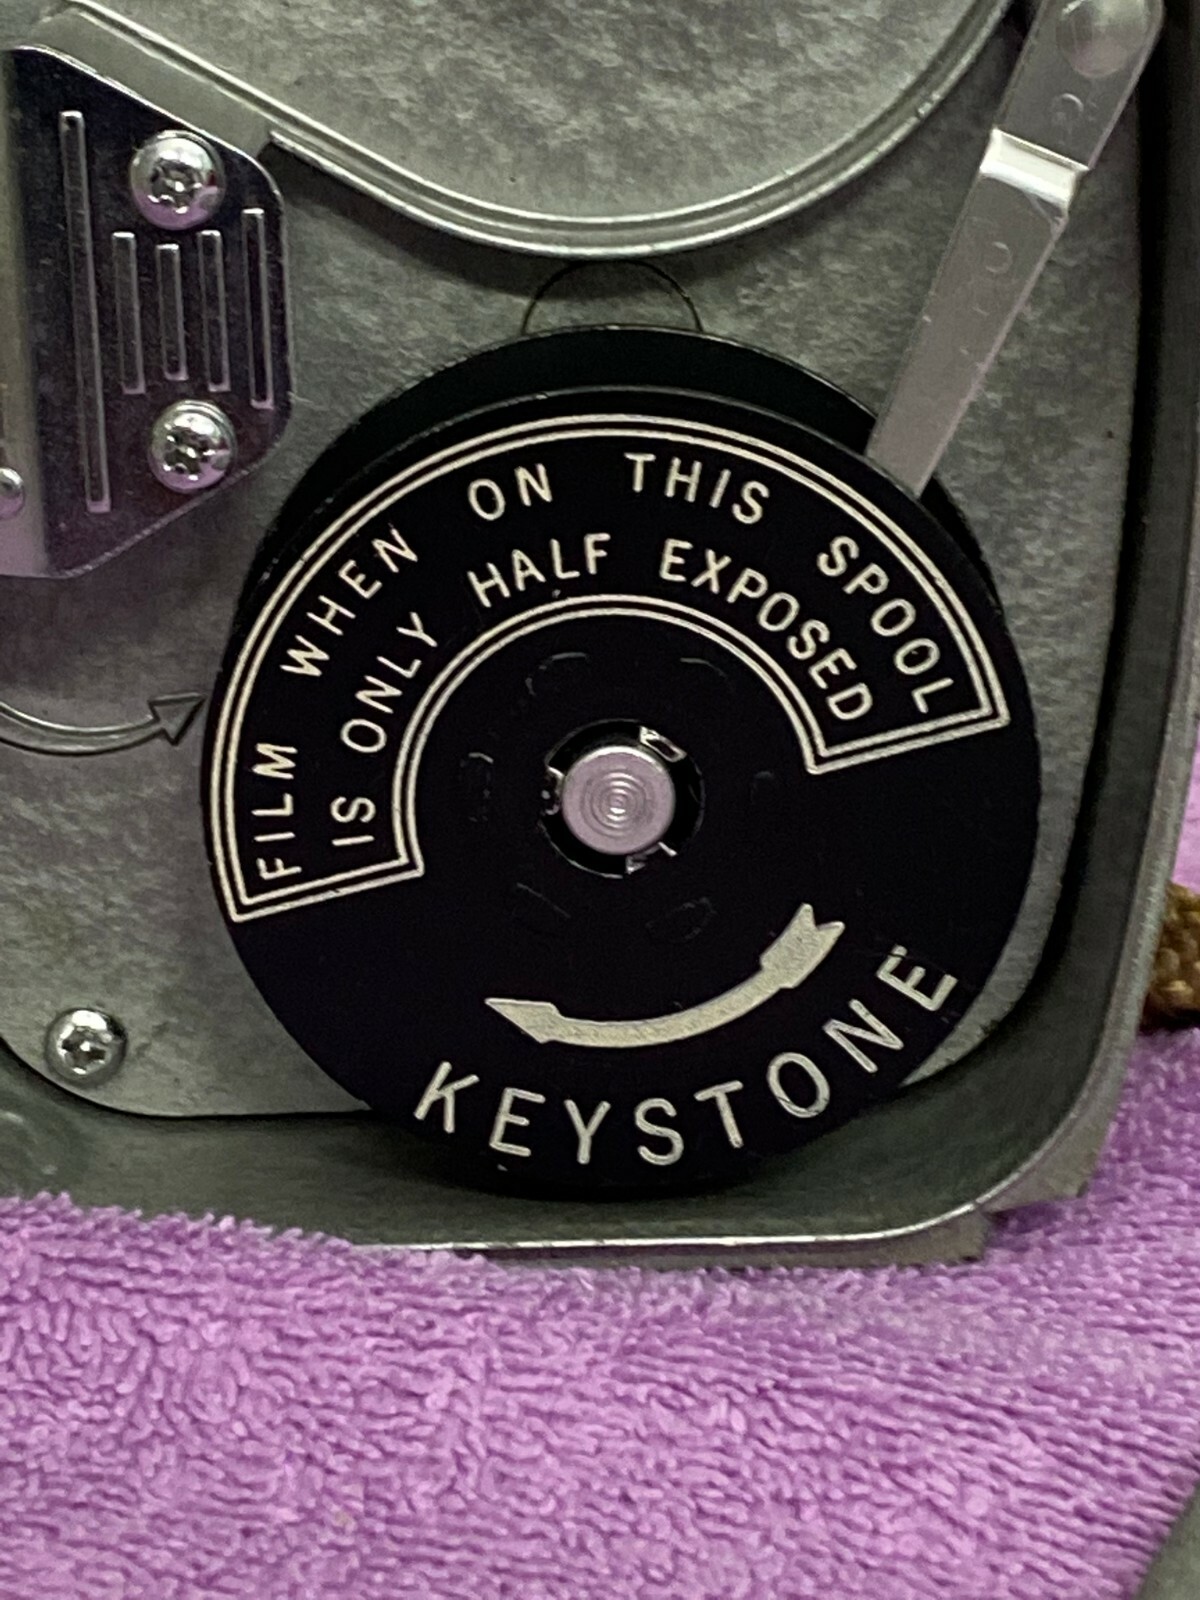 FILM WHEN ON THIS SPOOL
IS ONLY HALF EXPOSED
KEYSTONE